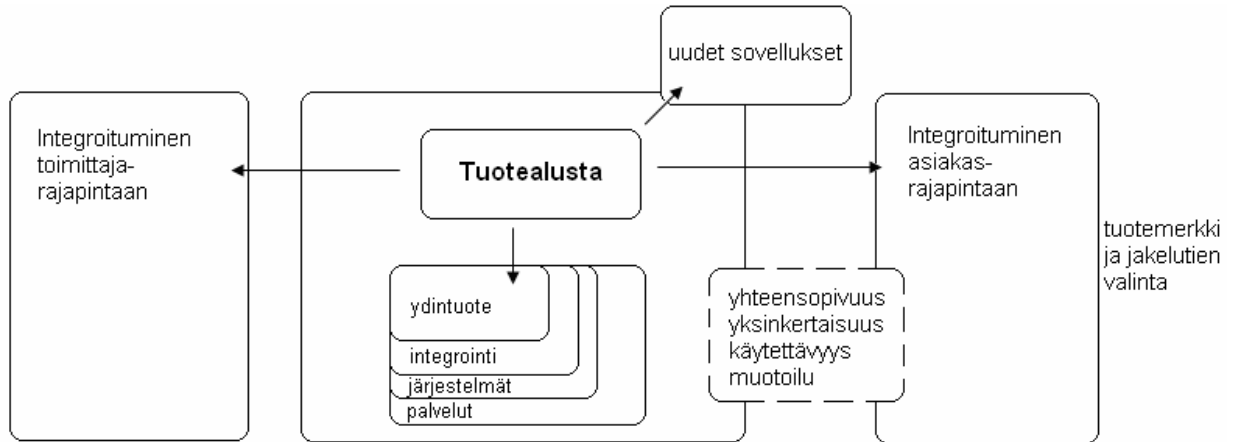 uudet sovellukset
Integroituminen
toimittaja-
rajapintaan
Tuotealusta
Integroituminen
asiakas-
rajapintaan
tuotemerkki
ja jakelutien
valinta
ydintuote
integrointi
järjestelmät
palvelut
yhteensopivuus
yksinkertaisuus
käytettävyys
muotoilu